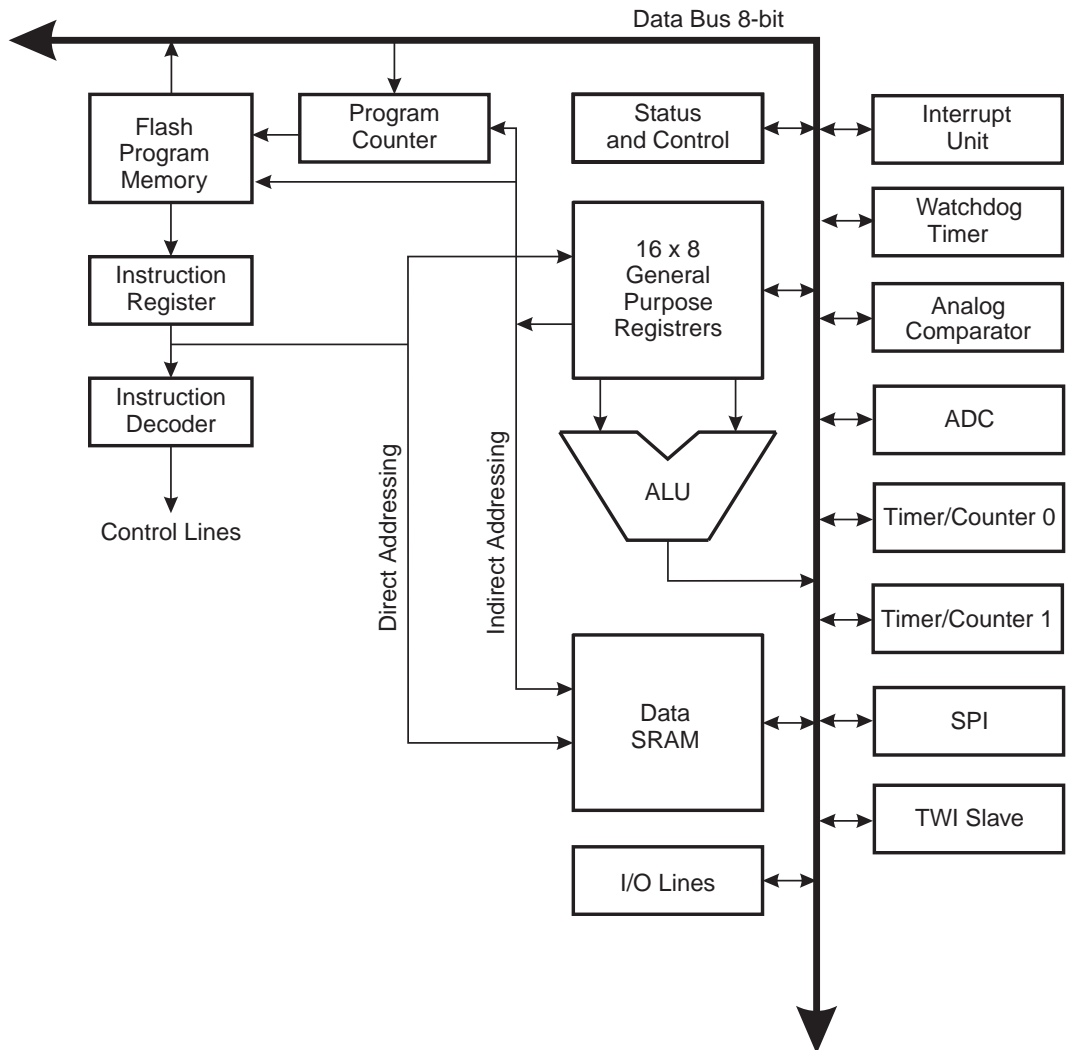 Data Bus 8-bit
Flash
Program
Memory
Program
Counter
Status
and Control
Interrupt
Unit
Watchdog
Timer
16 x 8
General
Purpose
Registrers
Instruction
Register
Analog
Comparator
Instruction
Decoder
ADC
ALU
Control Lines
Direct Addressing
Indirect Addressing
Timer/Counter 0
Timer/Counter 1
Data
SRAM
SPI
TWI Slave
I/O Lines